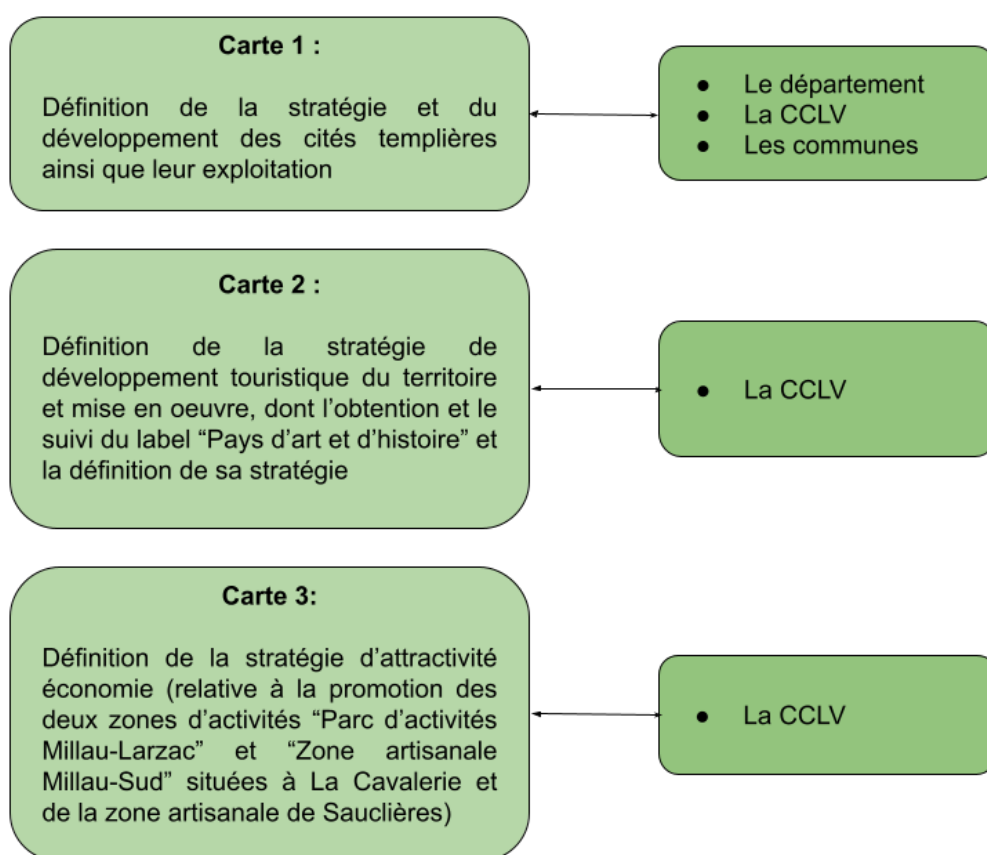 Carte 1 :
Définition de la stratégie et du
développement des cités templières
ainsi que leur exploitation
● Le département
● La CCLV
● Les communes
Carte 2 :
Définition de la stratégie de
développement touristique du territoire
et mise en oeuvre, dont l’obtention et le
suivi du label “Pays d’art et d’histoire” et
la définition de sa stratégie
● La CCLV
Carte 3:
Définition de la stratégie d’attractivité
économie (relative à la promotion des
deux zones d’activités “Parc d’activités
Millau-Larzac” et “Zone artisanale
Millau-Sud” situées à La Cavalerie et
de la zone artisanale de Sauclières)
● La CCLV